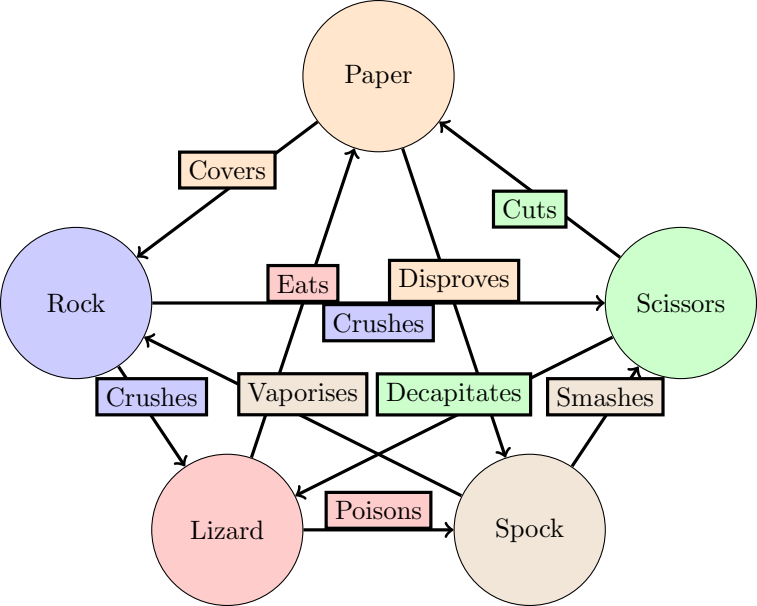 Paper
Covers
Cuts
Eats
Disproves
Rock
Crushes
Scissors
Crushes
Vaporises
Decapitates
Smashes
Poisons
Lizard
Spock